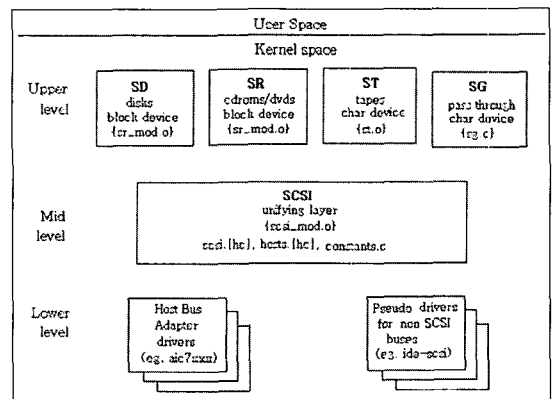 User Space
Kernel space
Upper level
SD
disks
block device
{sr_mod.o}
SR
cdroms/dvds
block device
{sr_mod.o}
ST
tapes
char device
{st.o}
SG
pass through
char device
{sg.c}
Mid level
SCSI
unifying layer
{scsi_mod.o}
scsi.{hc}, hosts.{hc}, constants.c
Lower level
Host Bus
Adapter
drivers
(eg. aic7xxx)
Pseudo drivers
for non SCSI
buses
(eg. ide-scsi)